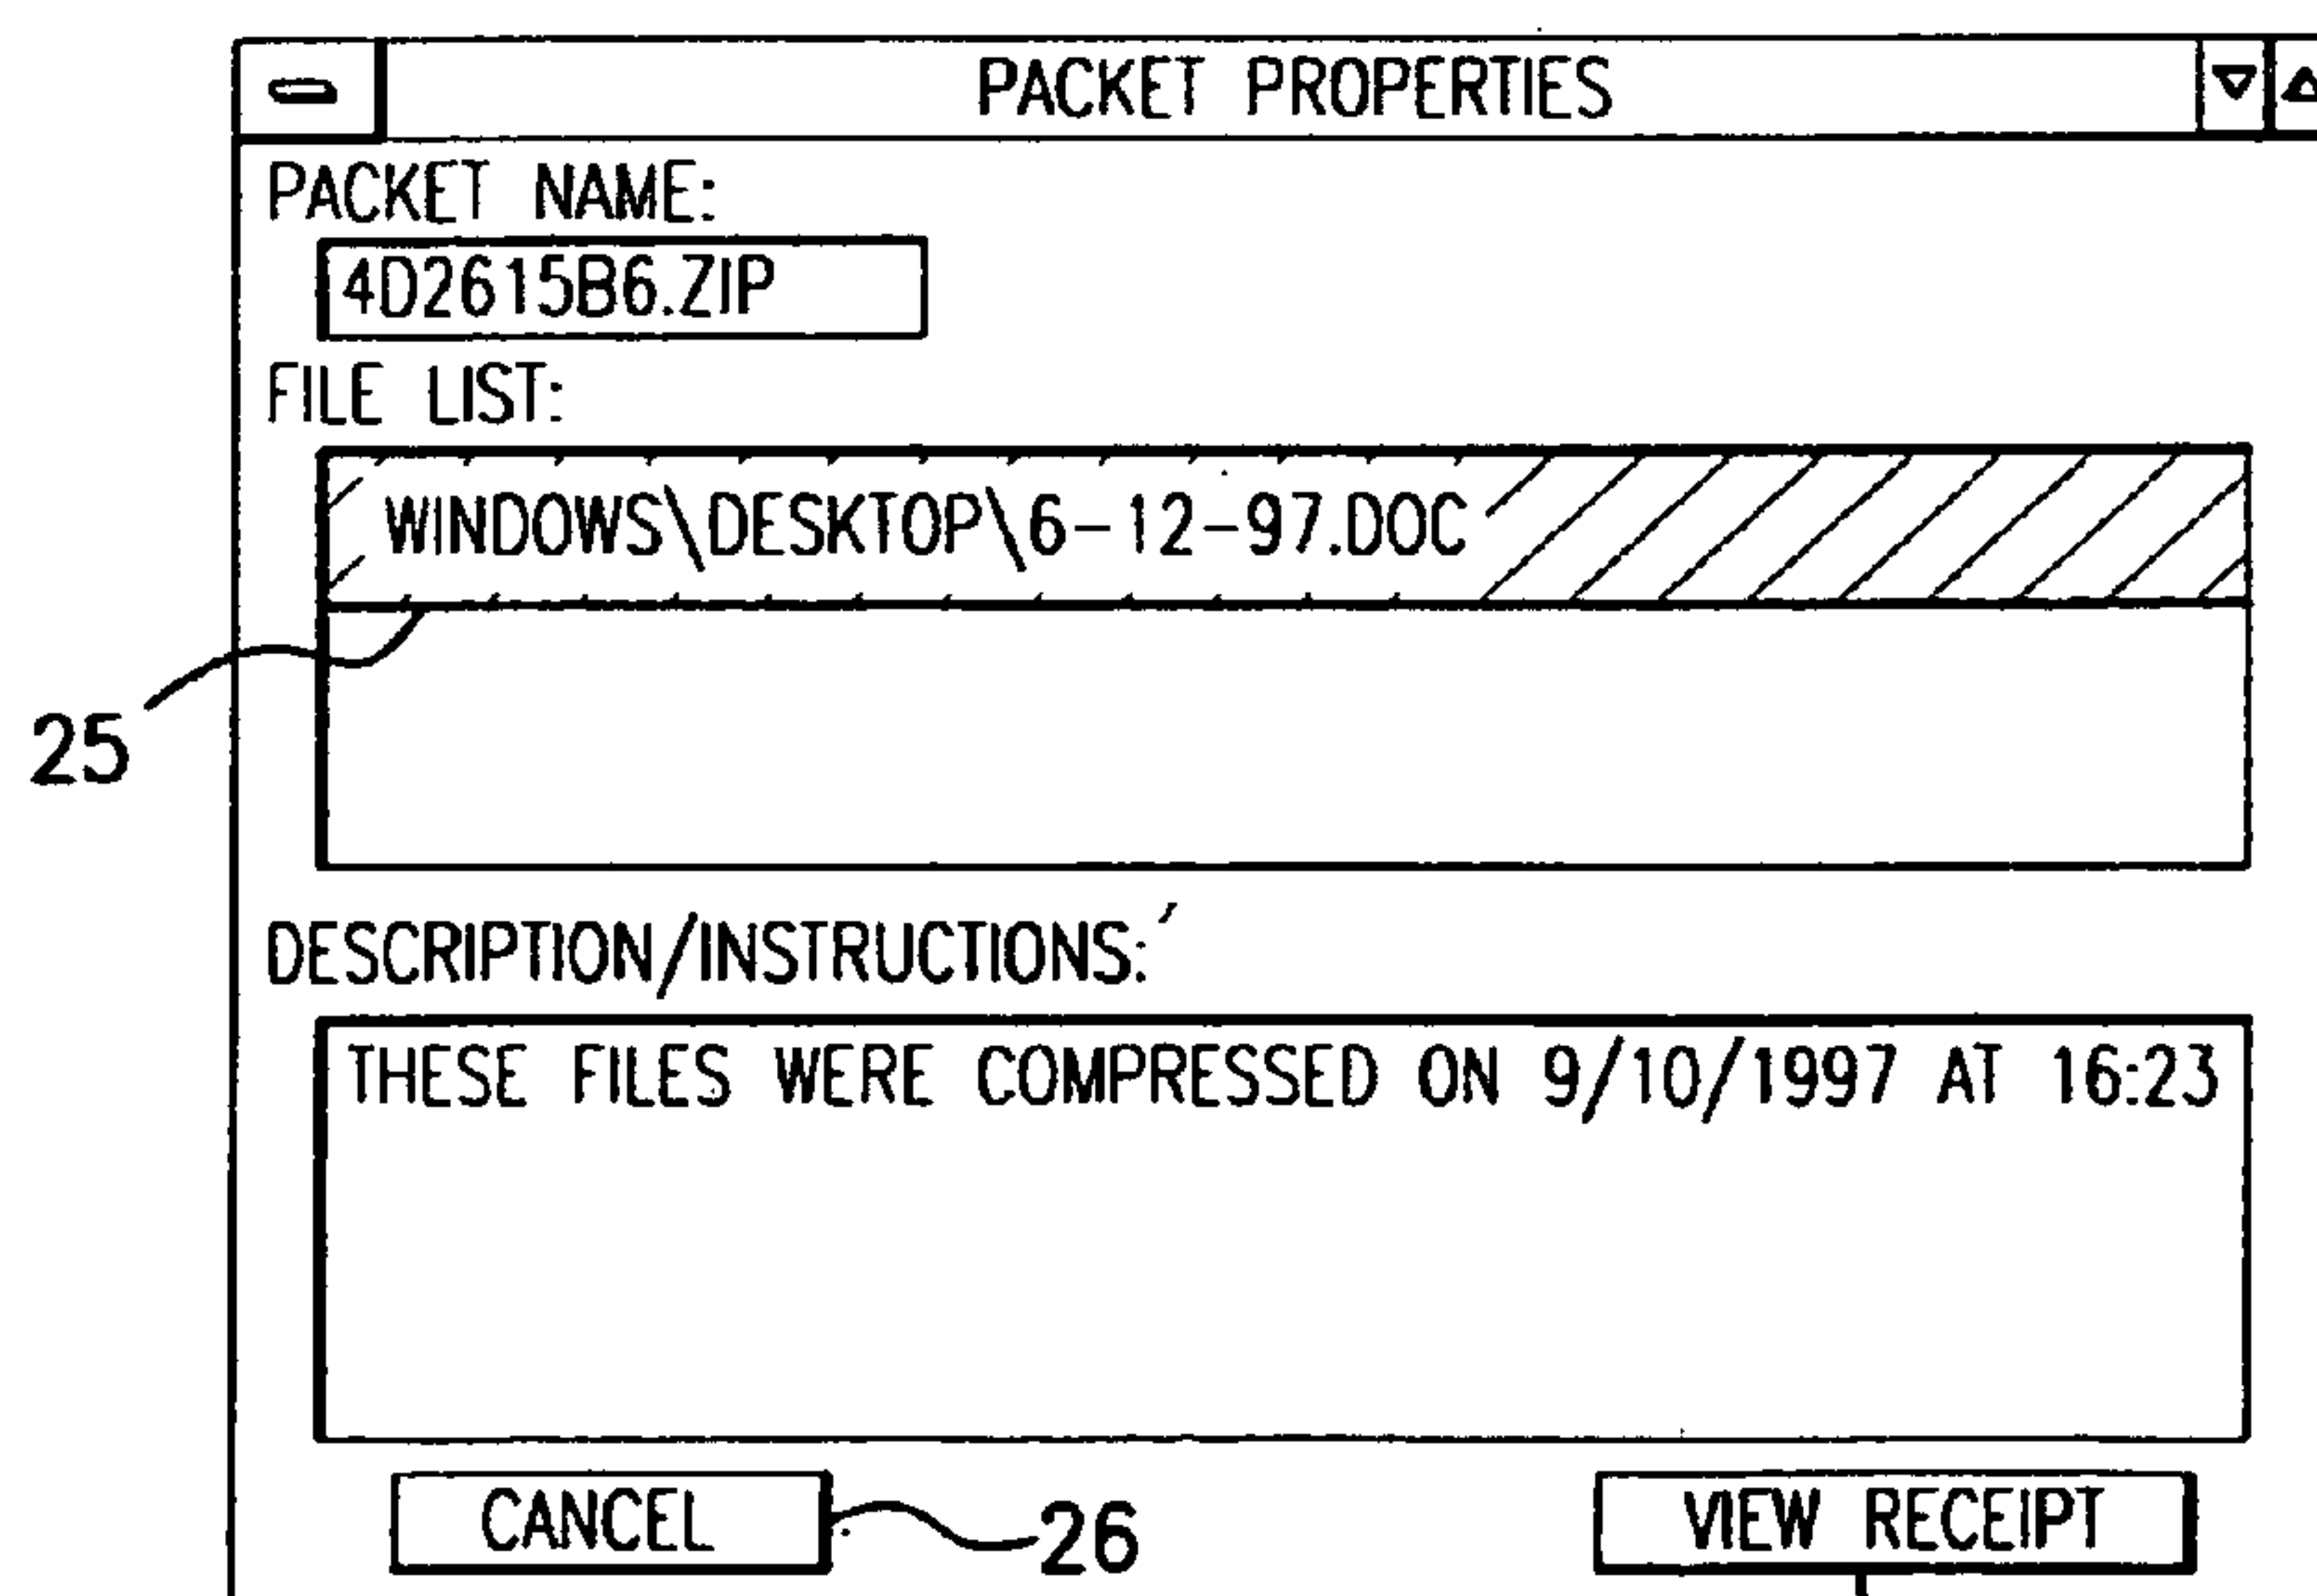 PACKET PROPERTIES
PACKET NAME:
4D2615B6.ZIP
FILE LIST:
WINDOWS\DESKTOP\6-12-97.DOC
25
DESCRIPTION/INSTRUCTIONS:
THESE FILES WERE COMPRESSED ON 9/10/1997 AT 16:23
CANCEL 26 VIEW RECEIPT